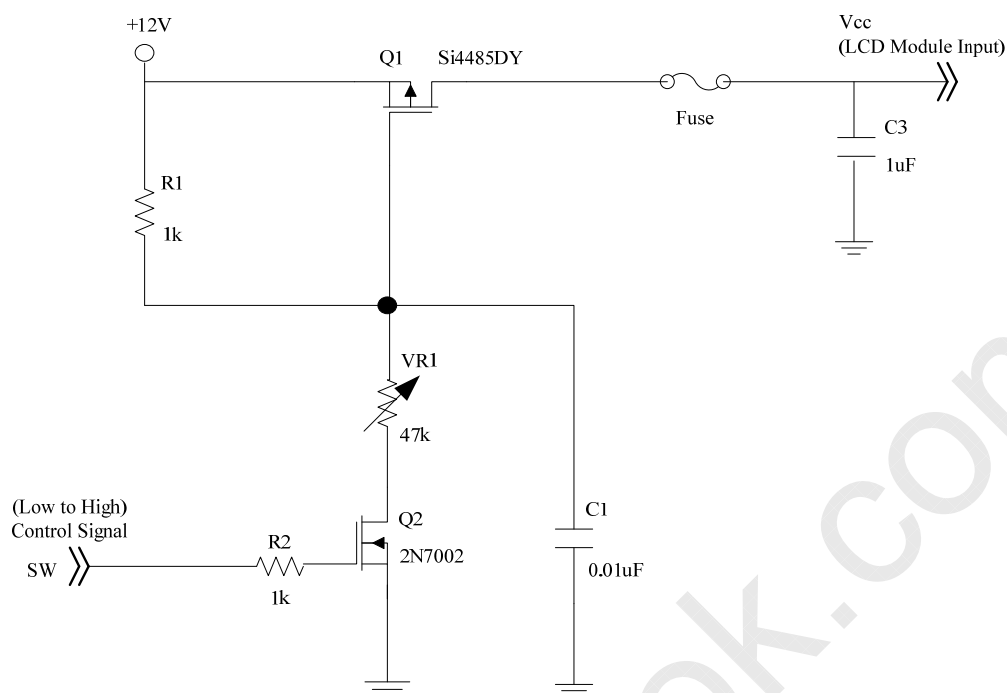 +12V
Vcc
(LCD Module Input)
Q1
Si4485DY
Fuse
C3
1uF
R1
1k
VR1
47k
(Low to High)
Control Signal
SW
R2
1k
Q2
2N7002
C1
0.01uF